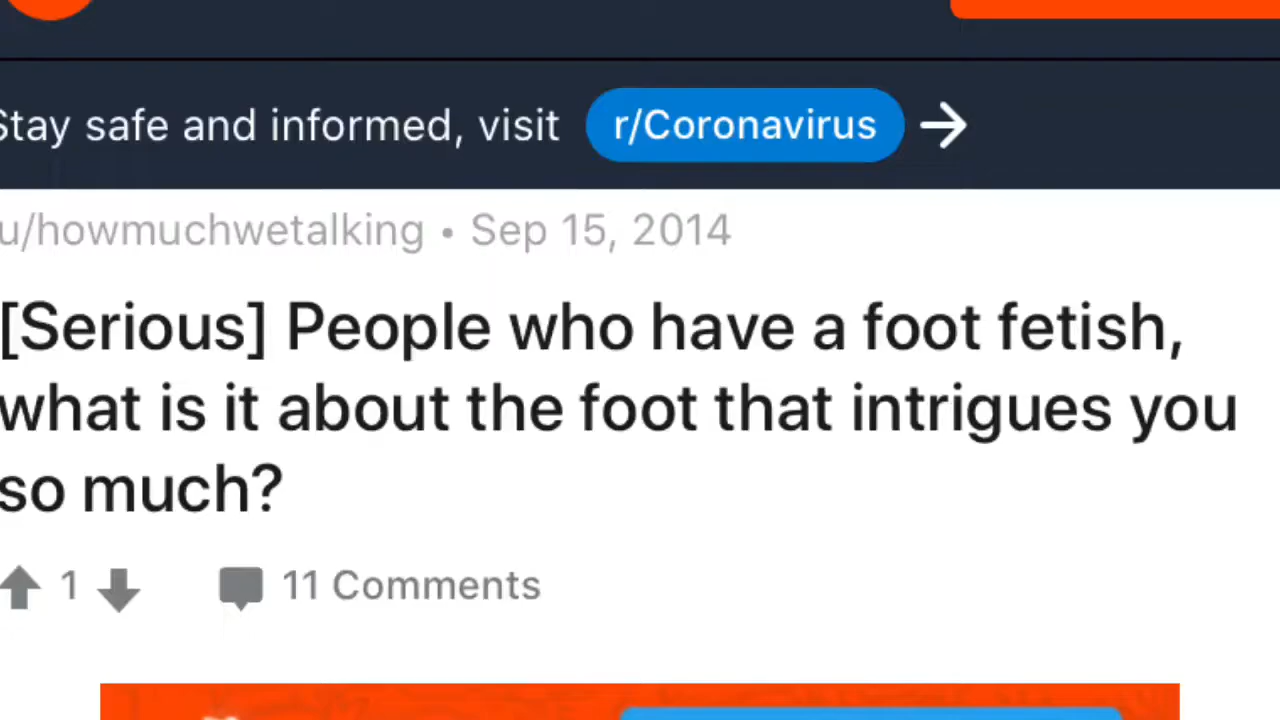 Stay safe and informed, visit r/Coronavirus →
u/howmuchwetalking • Sep 15, 2014
[Serious] People who have a foot fetish,
what is it about the foot that intrigues you
so much?
1 11 Comments